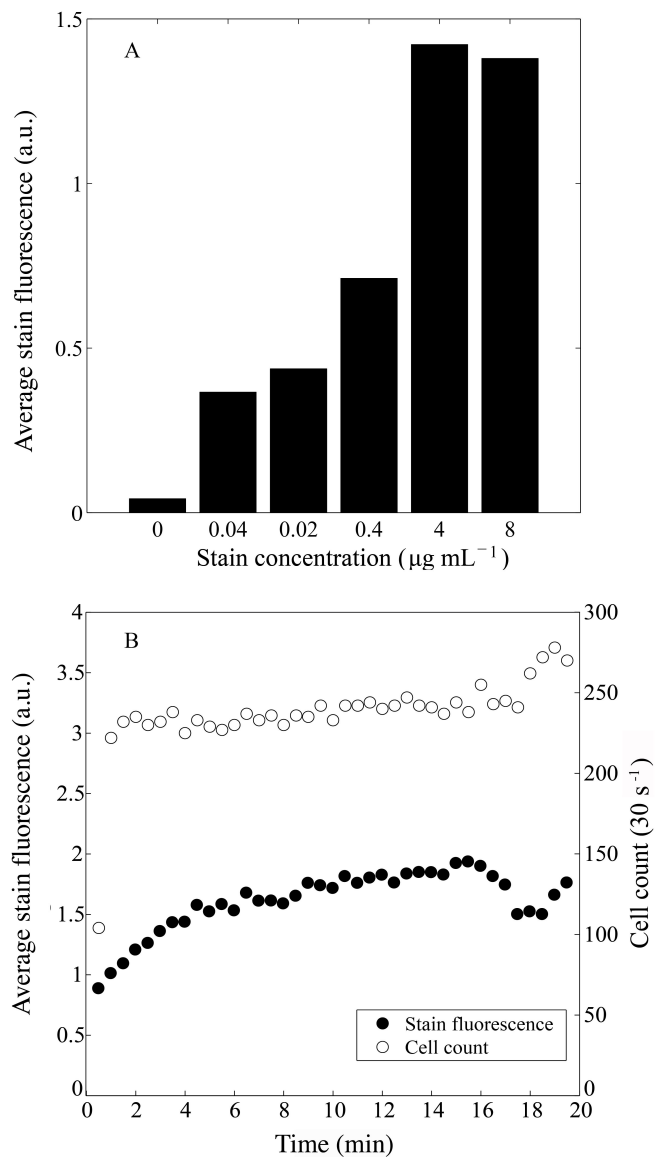 A
1.5
1
0.5
0
Average stain fluorescence (a.u.)
0 0.04 0.02 0.4 4 8
Stain concentration (µg mL⁻¹)
B
4
3.5
3
2.5
2
1.5
1
0.5
0
Average stain fluorescence (a.u.)
300
250
200
150
100
50
0
Cell count (30 s⁻¹)
Stain fluorescence
Cell count
0 2 4 6 8 10 12 14 16 18 20
Time (min)